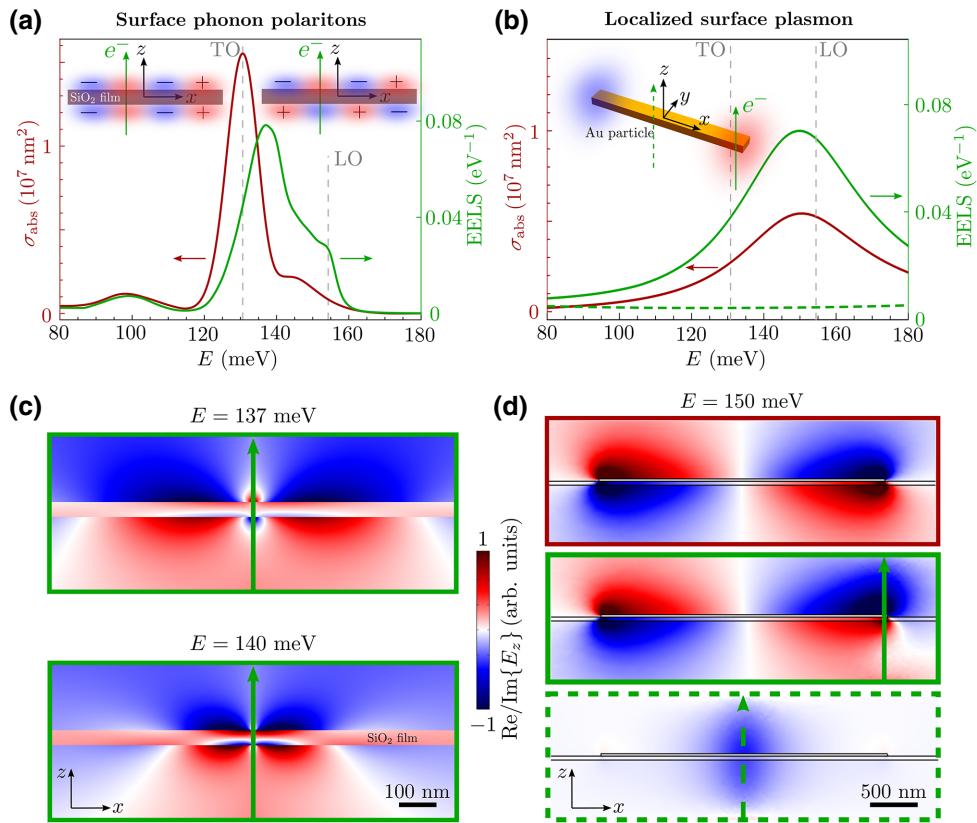 (a) Surface phonon polaritons
TO
e⁻ z
x
− + − +
SiO₂ film
− + − +
e⁻ z
x
− + − +
+ − + −
LO
1
0
σabs (10⁷ nm²)
0.08
0.04
0
EELS (eV⁻¹)
80 100 120 140 160 180
E (meV)
(b) Localized surface plasmon
TO LO
z
y
x
e⁻
Au particle
1
0
σabs (10⁷ nm²)
0.08
0.04
0
EELS (eV⁻¹)
80 100 120 140 160 180
E (meV)
(c)
E = 137 meV
E = 140 meV
SiO₂ film
z
x
100 nm
1
−1
Re/Im{Ez} (arb. units)
(d)
E = 150 meV
z
x
500 nm